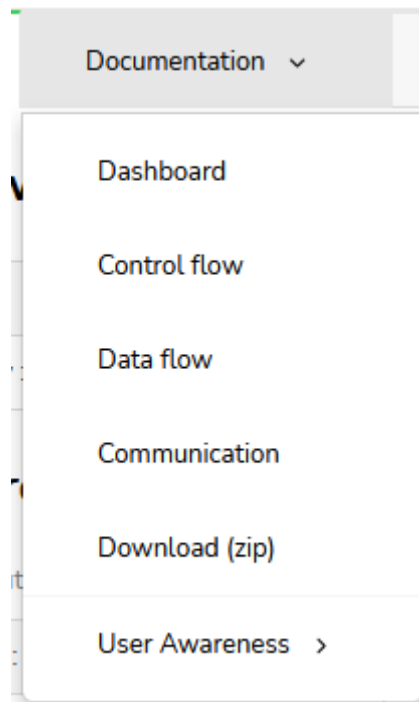 Documentation
Dashboard
Control flow
Data flow
Communication
Download (zip)
User Awareness